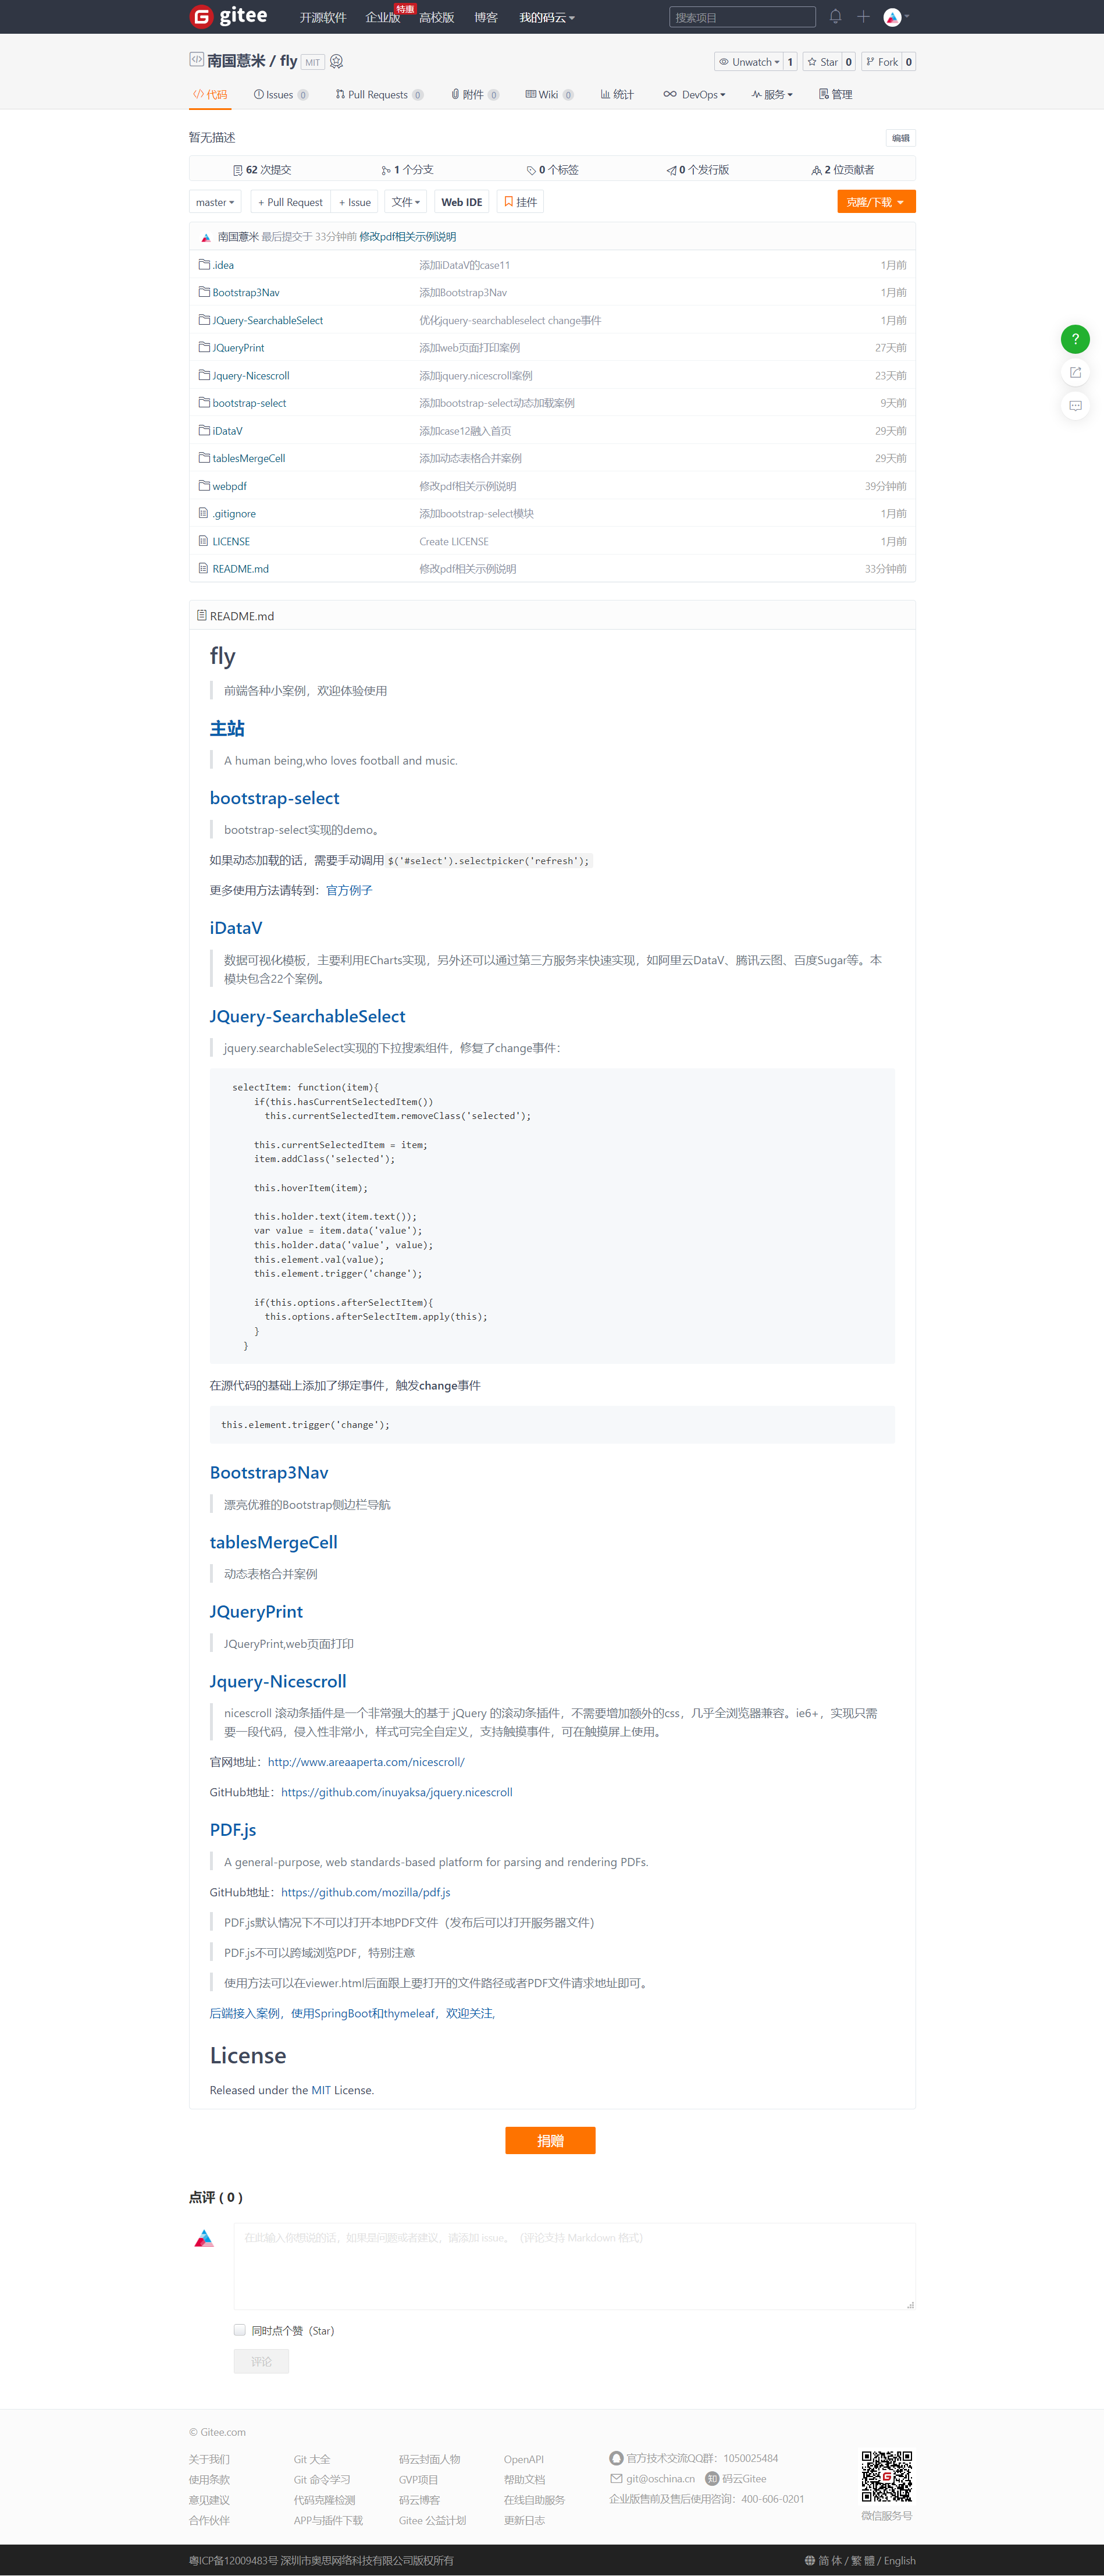 gitee 开源软件 企业版 特惠 高校版 博客 我的码云 搜索项目
南国薏米 / fly MIT Unwatch 1 Star 0 Fork 0
代码 Issues 0 Pull Requests 0 附件 0 Wiki 0 统计 DevOps 服务 管理
暂无描述 编辑
62 次提交 1 个分支 0 个标签 0 个发行版 2 位贡献者
master + Pull Request + Issue 文件 Web IDE 挂件 克隆/下载
南国薏米 最后提交于 33分钟前 修改pdf相关示例说明
.idea 添加iDataV的case11 1月前
Bootstrap3Nav 添加Bootstrap3Nav 1月前
JQuery-SearchableSelect 优化jquery-searchableselect change事件 1月前
JQueryPrint 添加web页面打印案例 27天前
Jquery-Nicescroll 添加jquery.nicescroll案例 23天前
bootstrap-select 添加bootstrap-select动态加载案例 9天前
iDataV 添加case12融入首页 29天前
tablesMergeCell 添加动态表格合并案例 29天前
webpdf 修改pdf相关示例说明 39分钟前
.gitignore 添加bootstrap-select模块 1月前
LICENSE Create LICENSE 1月前
README.md 修改pdf相关示例说明 33分钟前
?
README.md
fly
前端各种小案例，欢迎体验使用
主站
A human being,who loves football and music.
bootstrap-select
bootstrap-select实现的demo。
如果动态加载的话，需要手动调用 $('#select').selectpicker('refresh');
更多使用方法请转到：官方例子
iDataV
数据可视化模板，主要利用ECharts实现，另外还可以通过第三方服务来快速实现，如阿里云DataV、腾讯云图、百度Sugar等。本
模块包含22个案例。
JQuery-SearchableSelect
jquery.searchableSelect实现的下拉搜索组件，修复了change事件：
selectItem: function(item){
if(this.hasCurrentSelectedItem())
this.currentSelectedItem.removeClass('selected');
this.currentSelectedItem = item;
item.addClass('selected');
this.hoverItem(item);
this.holder.text(item.text());
var value = item.data('value');
this.holder.data('value', value);
this.element.val(value);
this.element.trigger('change');
if(this.options.afterSelectItem){
this.options.afterSelectItem.apply(this);
}
}
在源代码的基础上添加了绑定事件，触发change事件
this.element.trigger('change');
Bootstrap3Nav
漂亮优雅的Bootstrap侧边栏导航
tablesMergeCell
动态表格合并案例
JQueryPrint
JQueryPrint,web页面打印
Jquery-Nicescroll
nicescroll 滚动条插件是一个非常强大的基于 jQuery 的滚动条插件，不需要增加额外的css，几乎全浏览器兼容。ie6+，实现只需
要一段代码，侵入性非常小，样式可完全自定义，支持触摸事件，可在触摸屏上使用。
官网地址：http://www.areaaperta.com/nicescroll/
GitHub地址：https://github.com/inuyaksa/jquery.nicescroll
PDF.js
A general-purpose, web standards-based platform for parsing and rendering PDFs.
GitHub地址：https://github.com/mozilla/pdf.js
PDF.js默认情况下不可以打开本地PDF文件（发布后可以打开服务器文件）
PDF.js不可以跨域浏览PDF，特别注意
使用方法可以在viewer.html后面跟上要打开的文件路径或者PDF文件请求地址即可。
后端接入案例，使用SpringBoot和thymeleaf，欢迎关注,
License
Released under the MIT License.
捐赠
点评 ( 0 )
在此输入你想说的话，如果是问题或者建议，请添加 issue。（评论支持 Markdown 格式）
同时点个赞（Star）
评论
© Gitee.com
关于我们 Git 大全 码云封面人物 OpenAPI 官方技术交流QQ群：1050025484
使用条款 Git 命令学习 GVP项目 帮助文档 git@oschina.cn 知 码云Gitee
意见建议 代码克隆检测 码云博客 在线自助服务 企业版售前及售后使用咨询：400-606-0201
合作伙伴 APP与插件下载 Gitee 公益计划 更新日志 微信服务号
粤ICP备12009483号 深圳市奥思网络科技有限公司版权所有 简 体 / 繁 體 / English